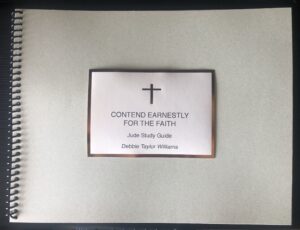 CONTEND EARNESTLY
FOR THE FAITH
Jude Study Guide
Debbie Taylor Williams